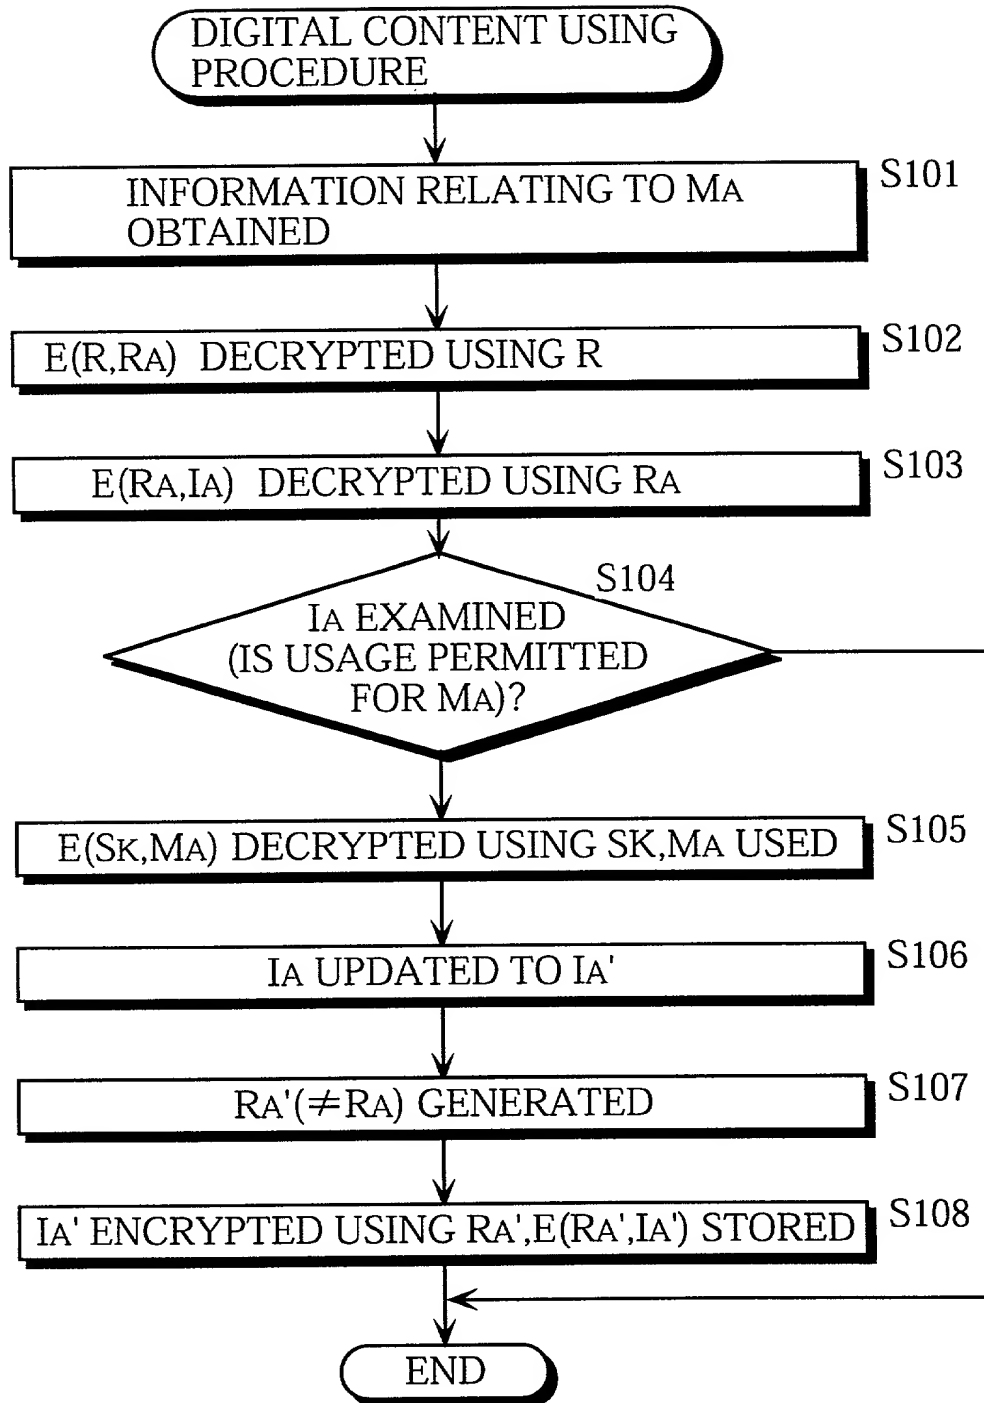 DIGITAL CONTENT USING
PROCEDURE
INFORMATION RELATING TO MA
OBTAINED
S101
E(R,RA) DECRYPTED USING R
S102
E(RA,IA) DECRYPTED USING RA
S103
S104
IA EXAMINED
(IS USAGE PERMITTED
FOR MA)?
E(SK,MA) DECRYPTED USING SK,MA USED
S105
IA UPDATED TO IA'
S106
RA'(≠RA) GENERATED
S107
IA' ENCRYPTED USING RA',E(RA',IA') STORED
S108
END